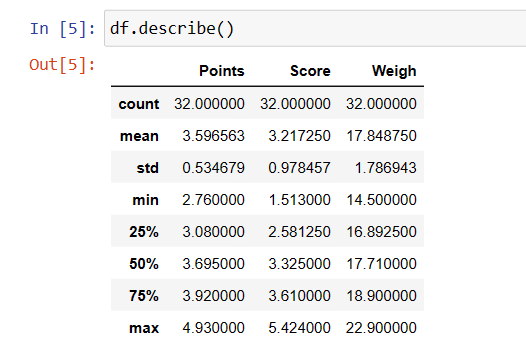 In [5]: df.describe()
Out[5]:
Points Score Weigh
count 32.000000 32.000000 32.000000
mean 3.596563 3.217250 17.848750
std 0.534679 0.978457 1.786943
min 2.760000 1.513000 14.500000
25% 3.080000 2.581250 16.892500
50% 3.695000 3.325000 17.710000
75% 3.920000 3.610000 18.900000
max 4.930000 5.424000 22.900000